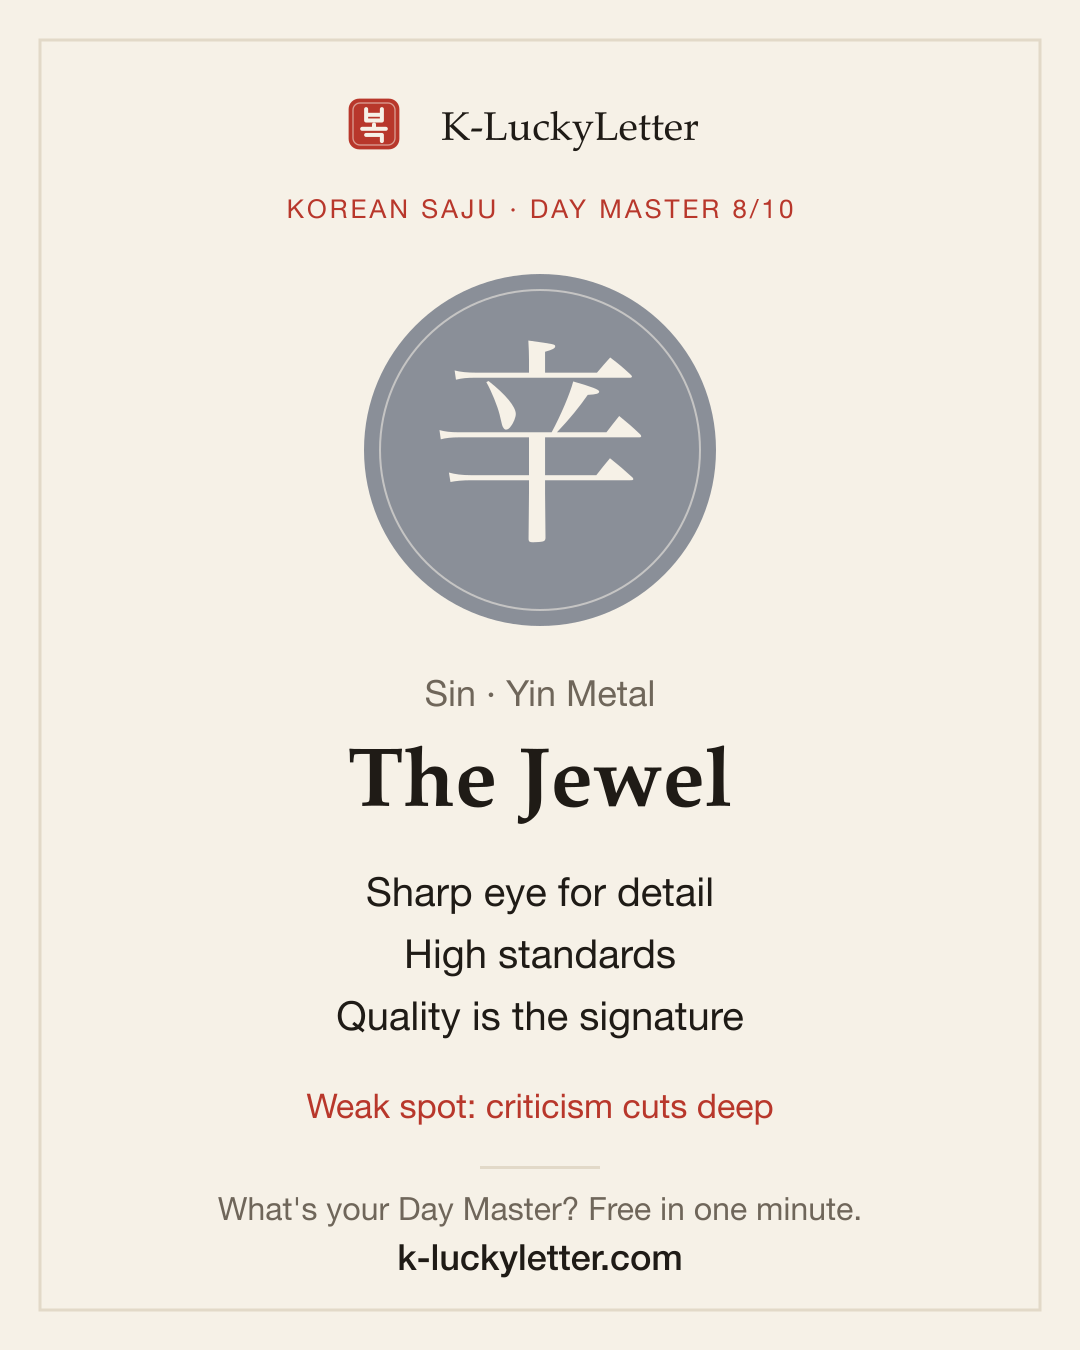 복 K-LuckyLetter
KOREAN SAJU · DAY MASTER 8/10
辛
Sin · Yin Metal
The Jewel
Sharp eye for detail
High standards
Quality is the signature
Weak spot: criticism cuts deep
What's your Day Master? Free in one minute.
k-luckyletter.com